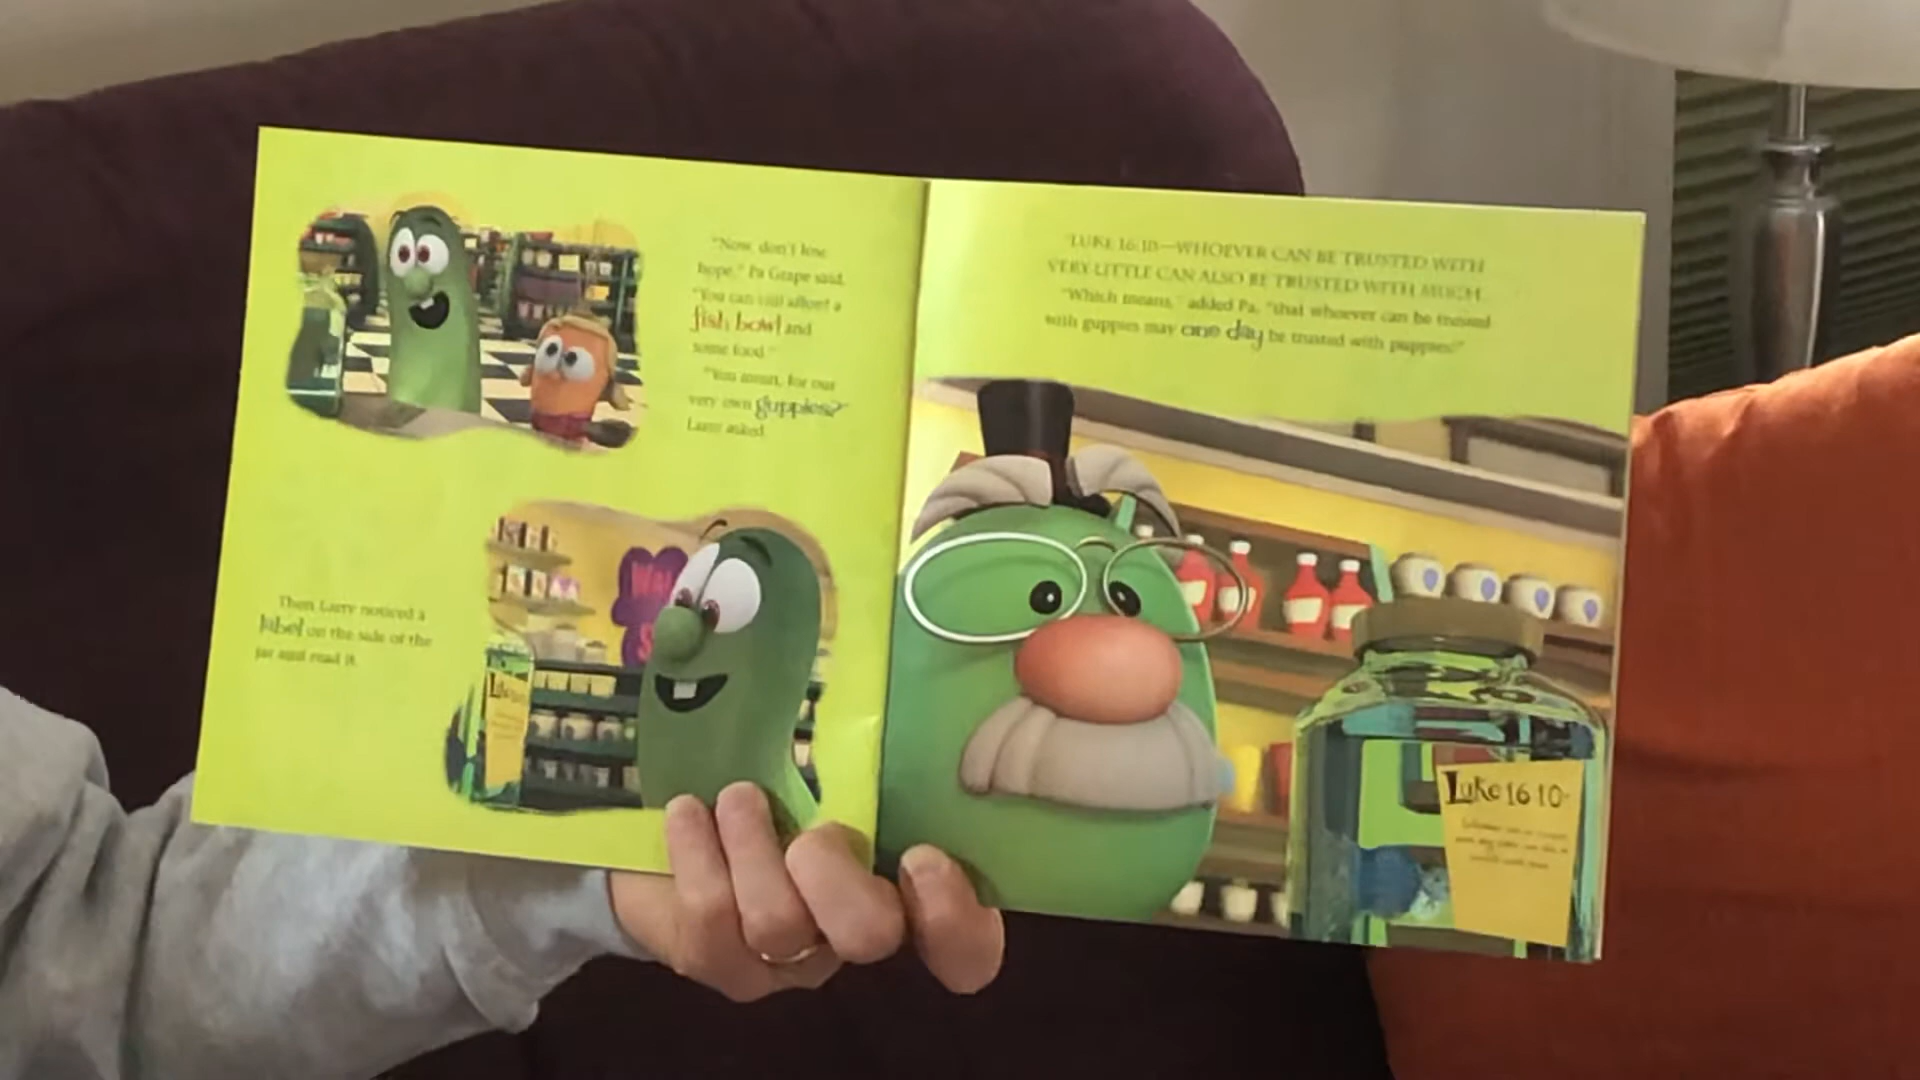 "Now, don't lose
hope," Pa Grape said.
"You can still afford a
fish bowl and
some food."
"You mean, for our
very own guppies?"
Larry asked.
Then Larry noticed a
label on the side of the
jar and read it.
"LUKE 16:10—WHOEVER CAN BE TRUSTED WITH
VERY LITTLE CAN ALSO BE TRUSTED WITH MUCH.
"Which means," added Pa, "that whoever can be trusted
with guppies may one day be trusted with puppies!"
Luke 16:10-